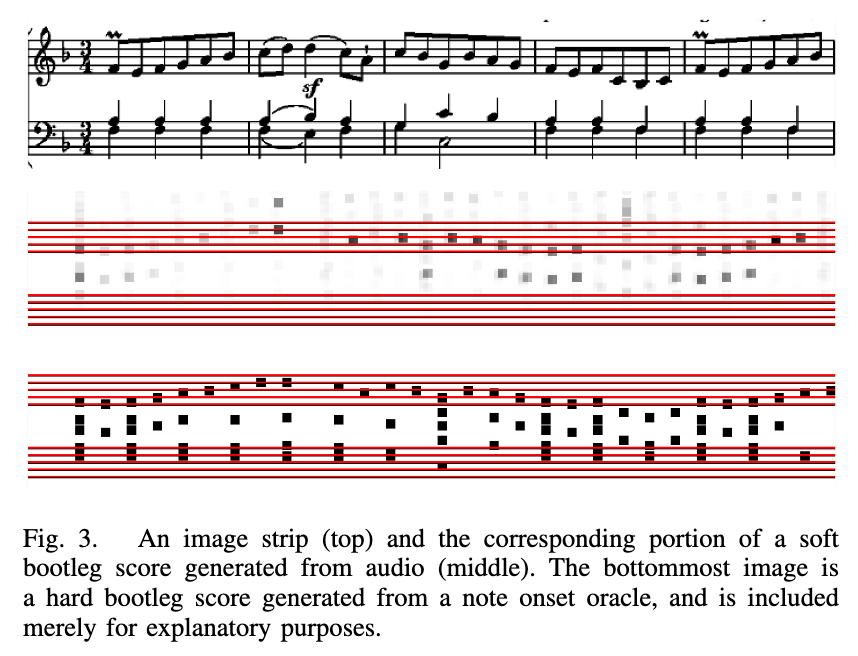 3
4
sf
3
4
Fig. 3. An image strip (top) and the corresponding portion of a soft
bootleg score generated from audio (middle). The bottommost image is
a hard bootleg score generated from a note onset oracle, and is included
merely for explanatory purposes.